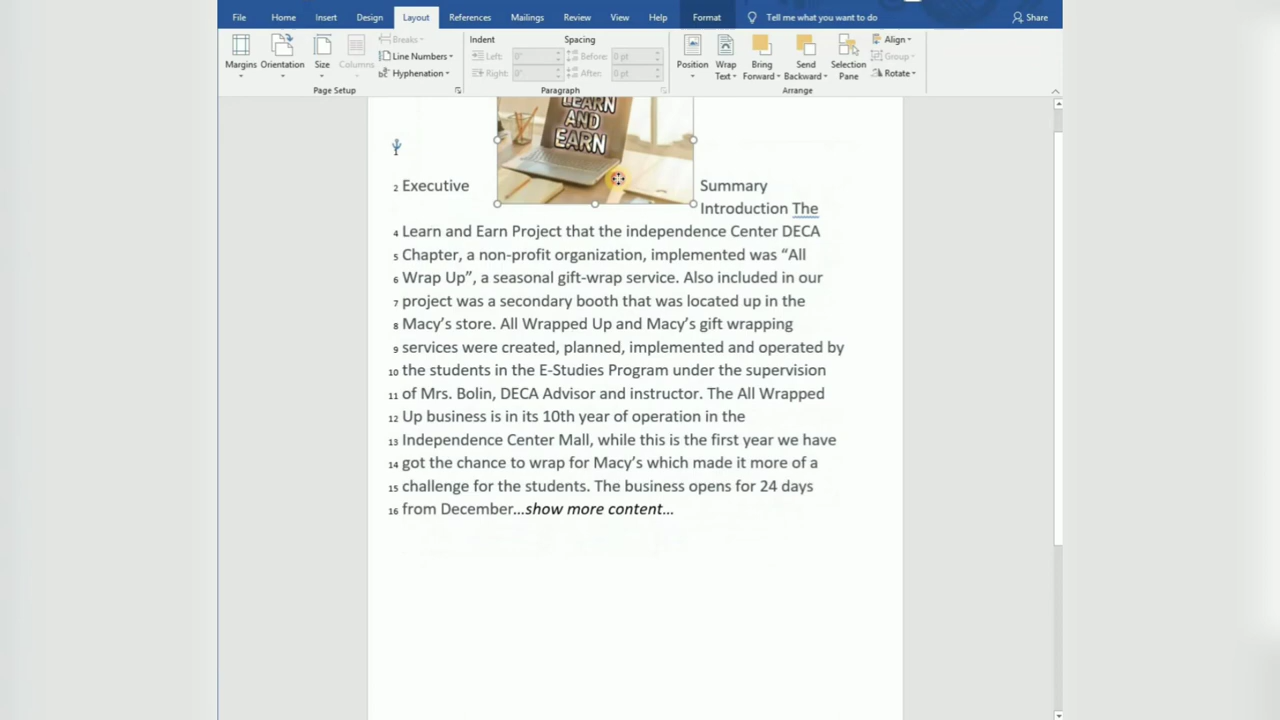 File Home Insert Design Layout References Mailings Review View Help Format Tell me what you want to do Share
Margins Orientation Size Columns Breaks Line Numbers Hyphenation
Indent Spacing
Left: 0" Before: 0 pt
Right: 0" After: 0 pt
Position Wrap Text Bring Forward Send Backward Selection Pane Align Group Rotate
Page Setup Paragraph Arrange
LEARN
AND
EARN
2 Executive Summary
Introduction The
4 Learn and Earn Project that the independence Center DECA
5 Chapter, a non-profit organization, implemented was “All
6 Wrap Up”, a seasonal gift-wrap service. Also included in our
7 project was a secondary booth that was located up in the
8 Macy’s store. All Wrapped Up and Macy’s gift wrapping
9 services were created, planned, implemented and operated by
10 the students in the E-Studies Program under the supervision
11 of Mrs. Bolin, DECA Advisor and instructor. The All Wrapped
12 Up business is in its 10th year of operation in the
13 Independence Center Mall, while this is the first year we have
14 got the chance to wrap for Macy’s which made it more of a
15 challenge for the students. The business opens for 24 days
16 from December...show more content...